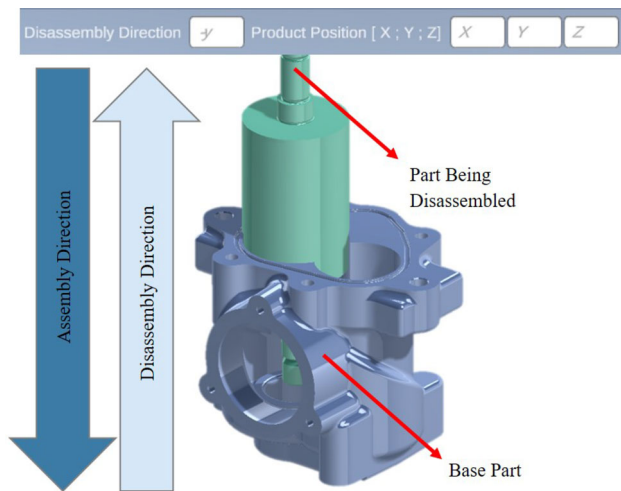 Disassembly Direction -y Product Position [ X ; Y ; Z] X Y Z
Assembly Direction
Disassembly Direction
Part Being
Disassembled
Base Part